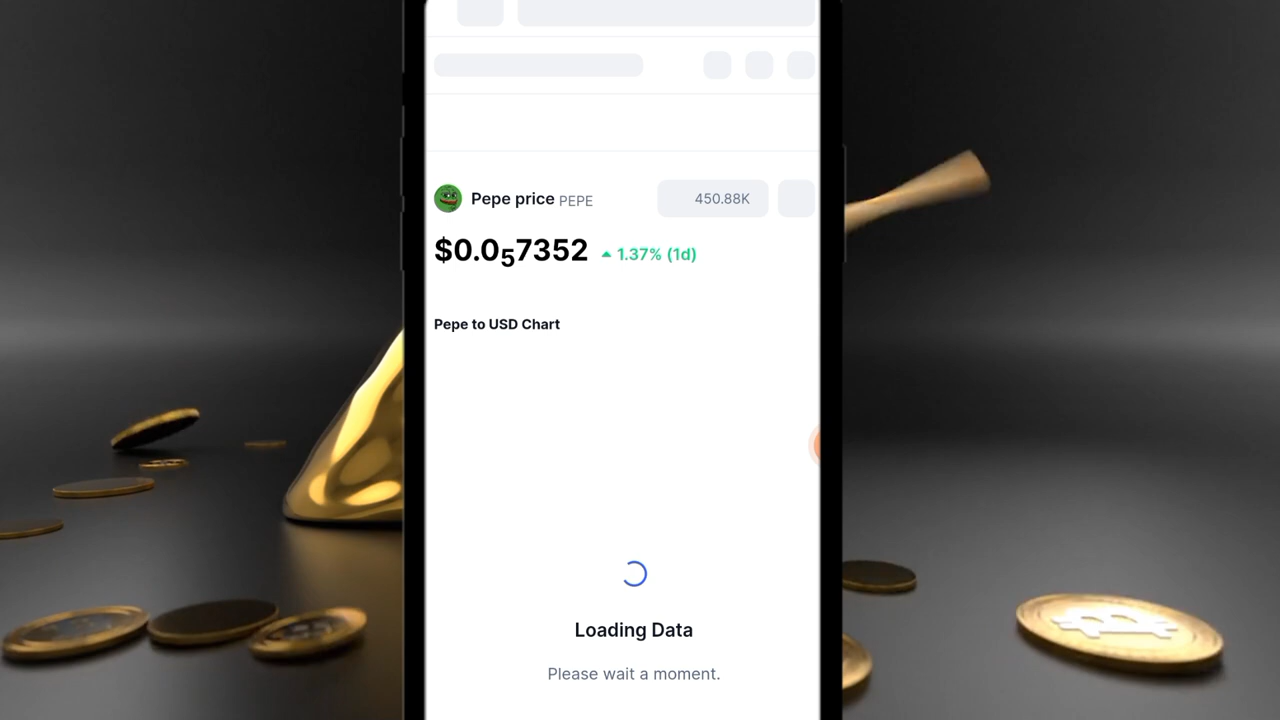 Pepe price PEPE
450.88K
$0.0₅7352
1.37% (1d)
Pepe to USD Chart
Loading Data
Please wait a moment.